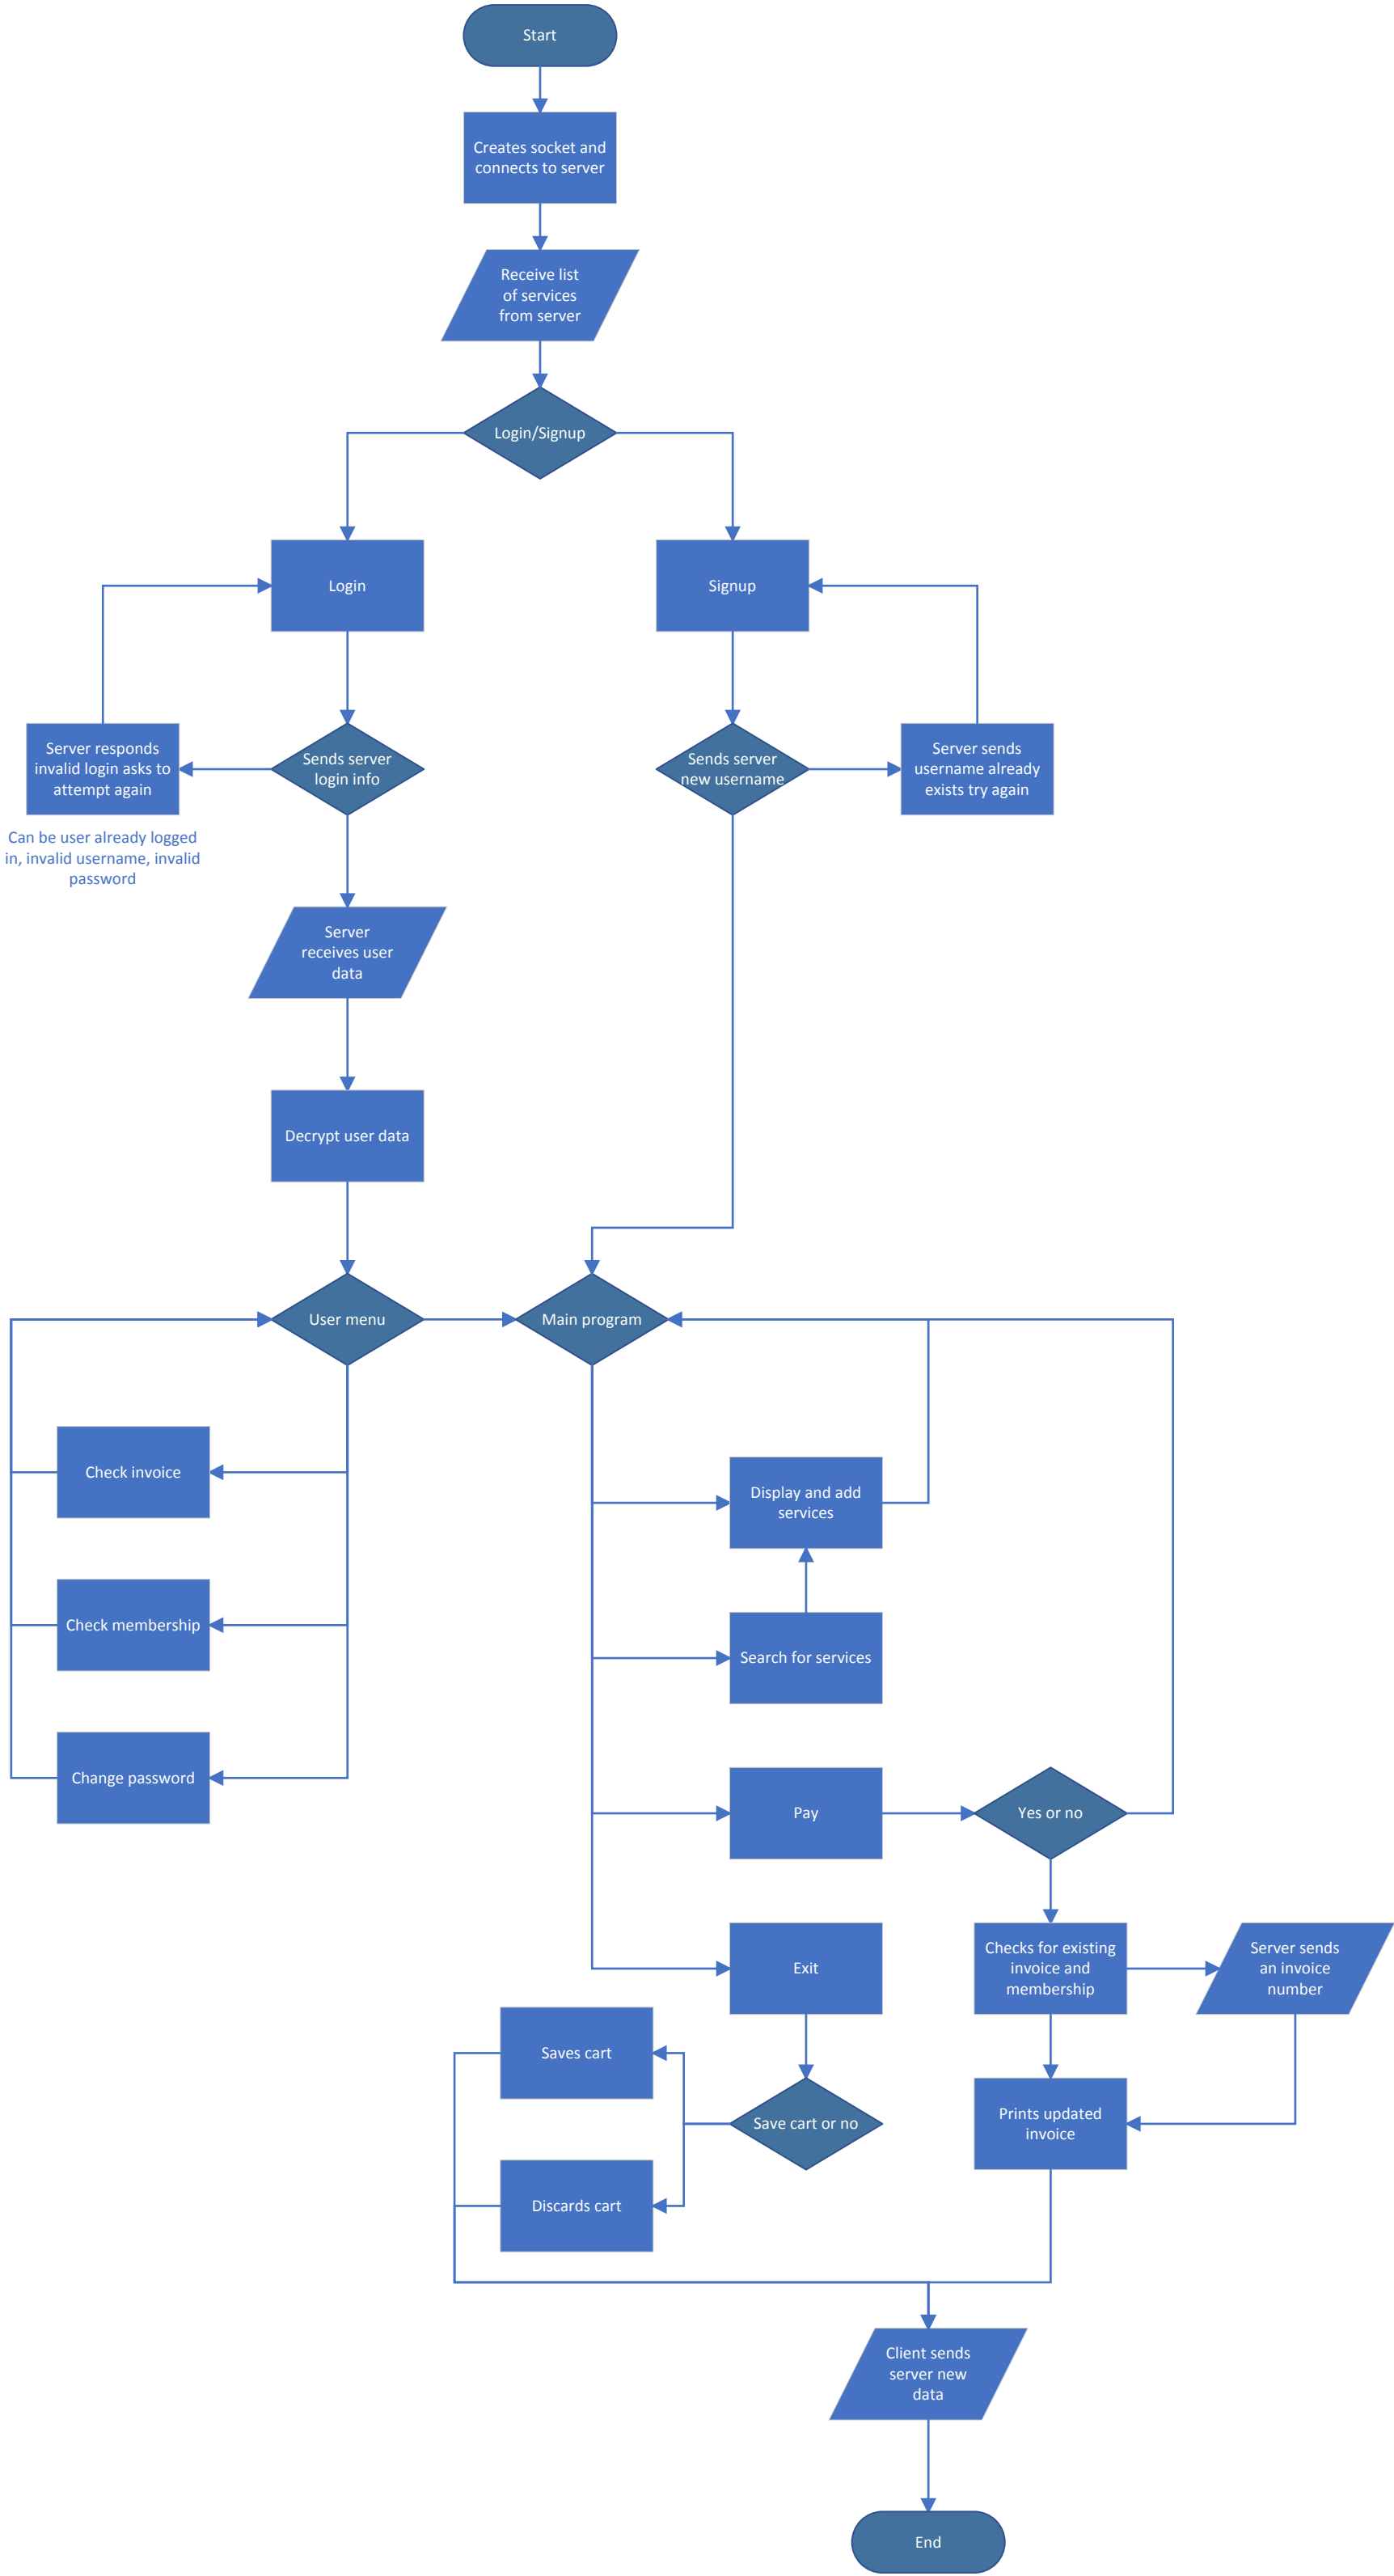 Start
Creates socket and
connects to server
Receive list
of services
from server
Login/Signup
Login
Signup
Server responds
invalid login asks to
attempt again
Sends server
login info
Sends server
new username
Server sends
username already
exists try again
Can be user already logged
in, invalid username, invalid
password
Server
receives user
data
Decrypt user data
User menu
Main program
Check invoice
Display and add
services
Check membership
Search for services
Change password
Pay
Yes or no
Exit
Checks for existing
invoice and
membership
Server sends
an invoice
number
Saves cart
Save cart or no
Prints updated
invoice
Discards cart
Client sends
server new
data
End